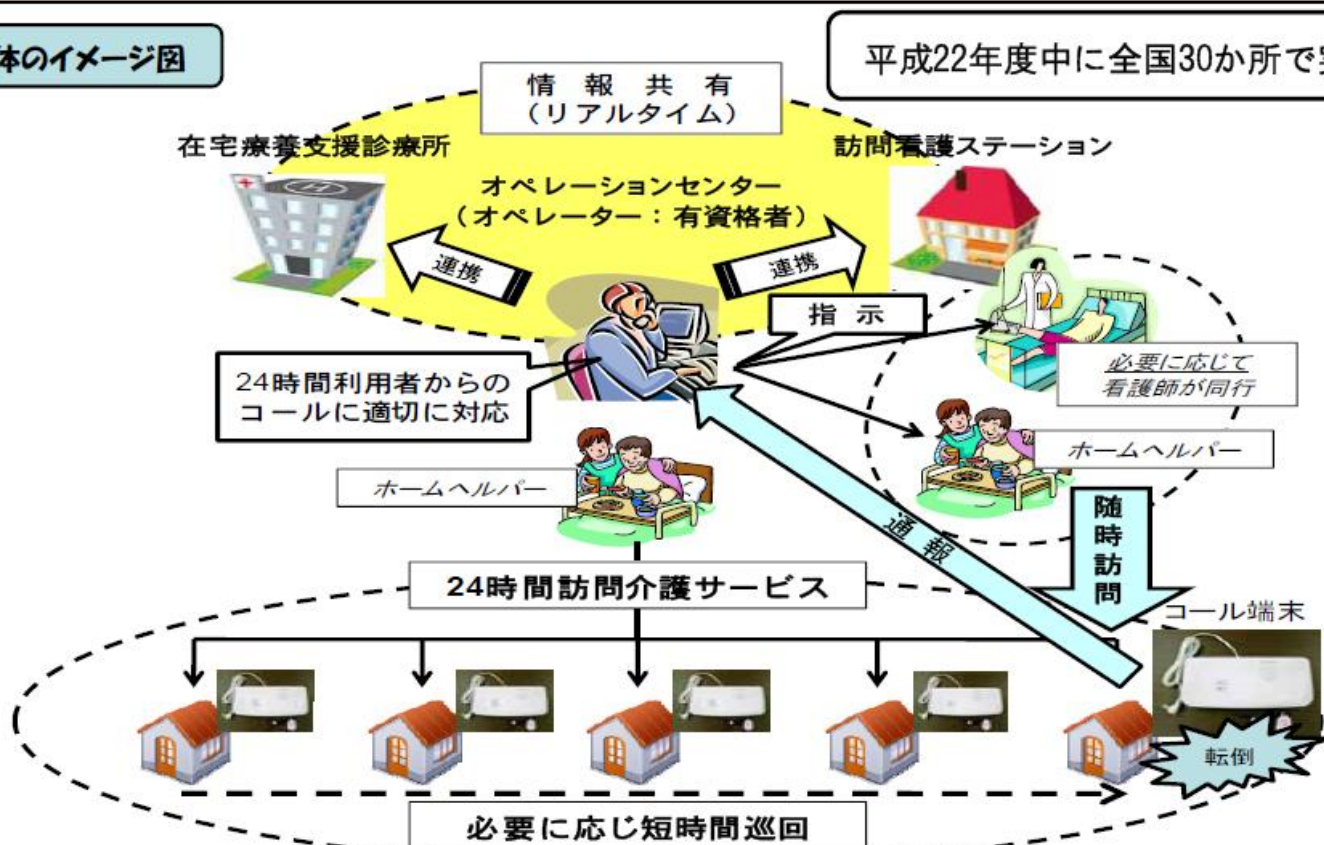 体のイメージ図
平成22年度中に全国30か所で実
情報共有
(リアルタイム)
在宅療養支援診療所
訪問看護ステーション
オペレーションセンター
(オペレーター：有資格者)
連携
連携
指示
24時間利用者からの
コールに適切に対応
必要に応じて
看護師が同行
ホームヘルパー
ホームヘルパー
通報
随時訪問
24時間訪問介護サービス
コール端末
転倒
必要に応じ短時間巡回